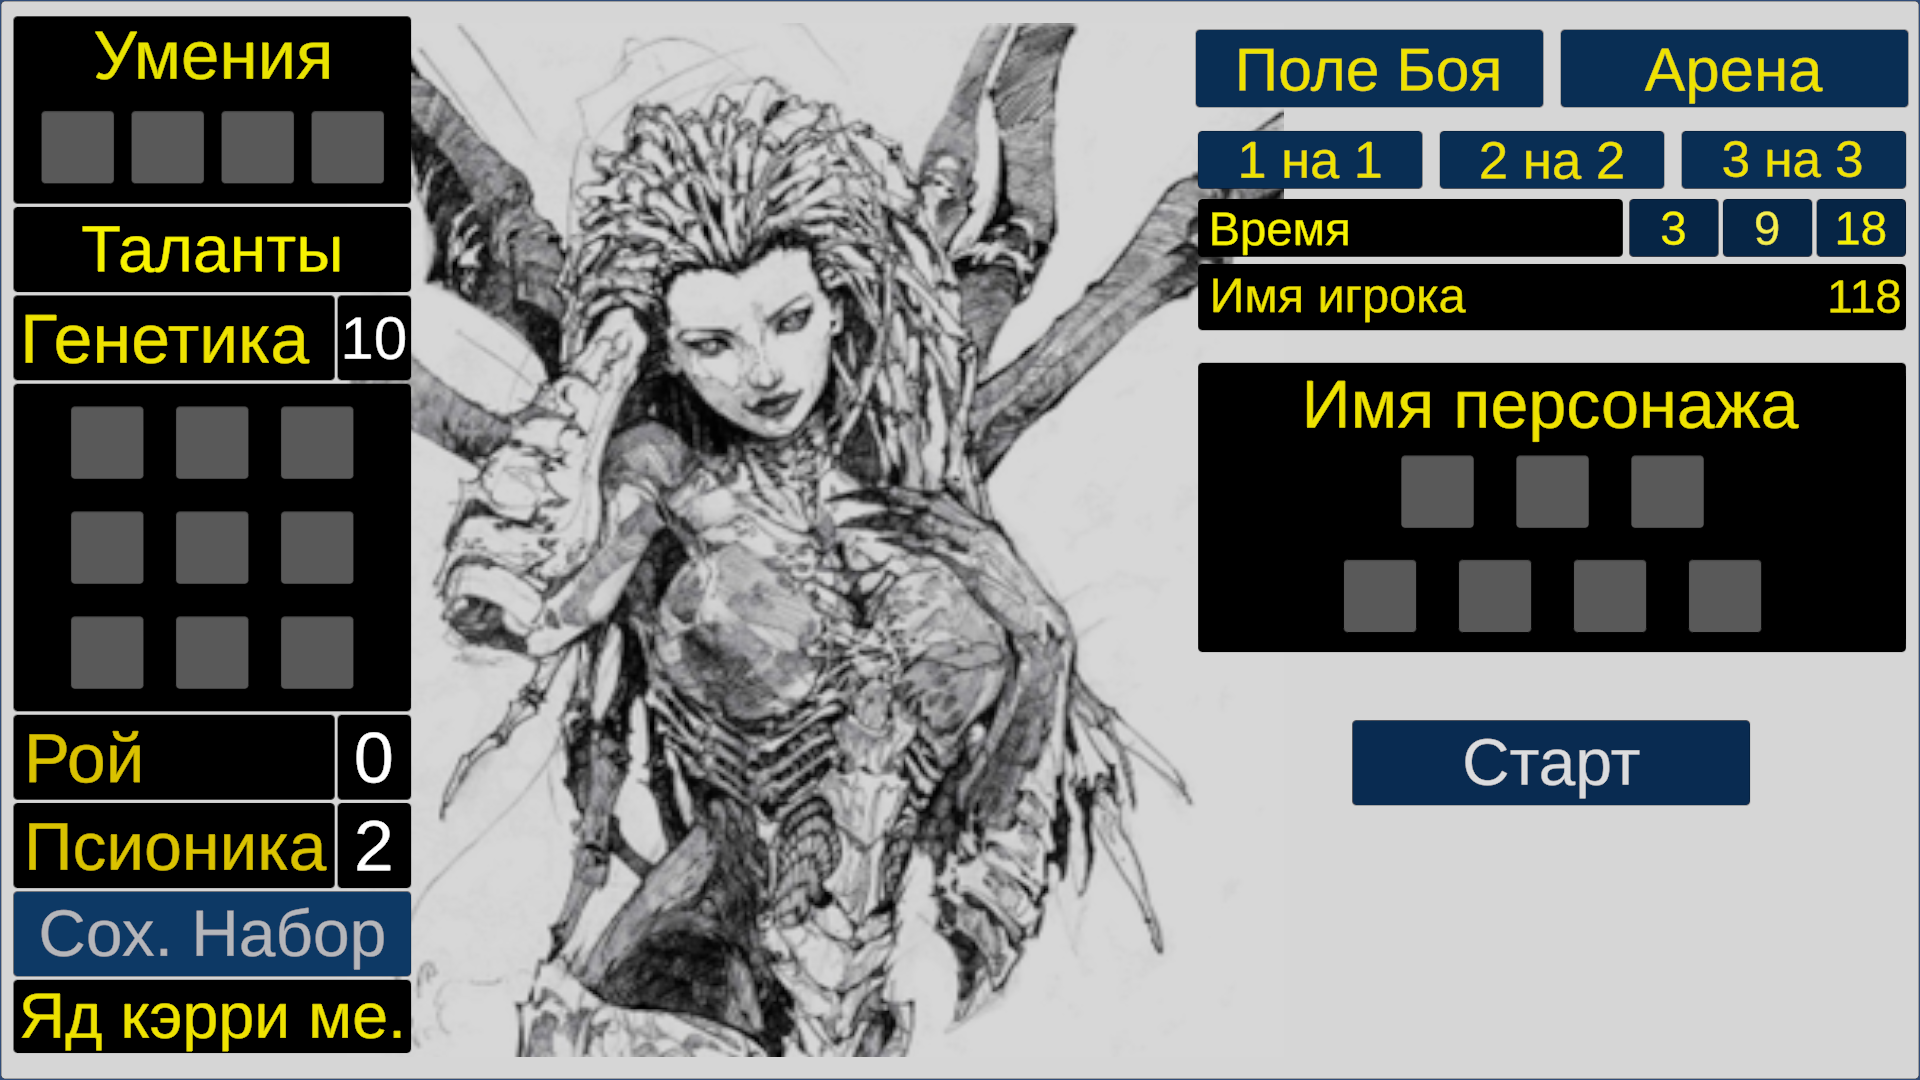 Умения
Таланты
Генетика 10
Рой 0
Псионика 2
Сох. Набор
Яд кэрри ме.
Поле Боя Арена
1 на 1 2 на 2 3 на 3
Время 3 9 18
Имя игрока 118
Имя персонажа
Старт